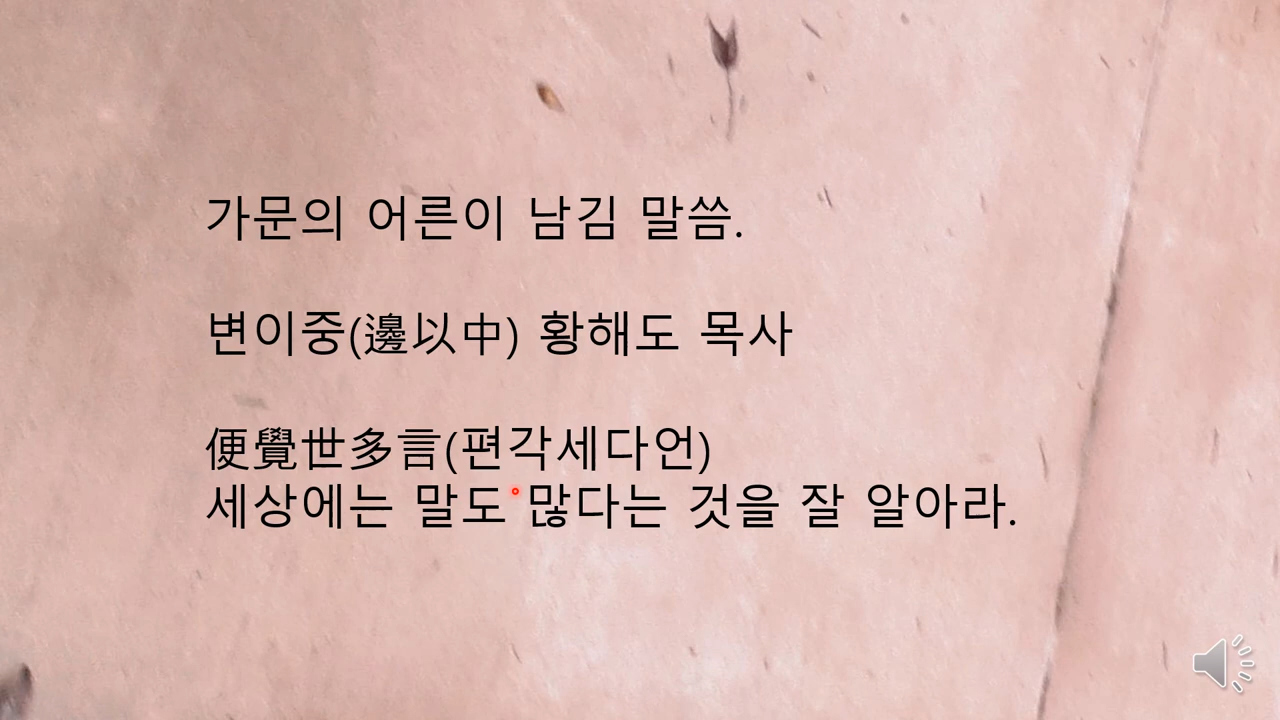 가문의 어른이 남김 말씀.
변이중(邊以中) 황해도 목사
便覺世多言(편각세다언)
세상에는 말도 많다는 것을 잘 알아라.